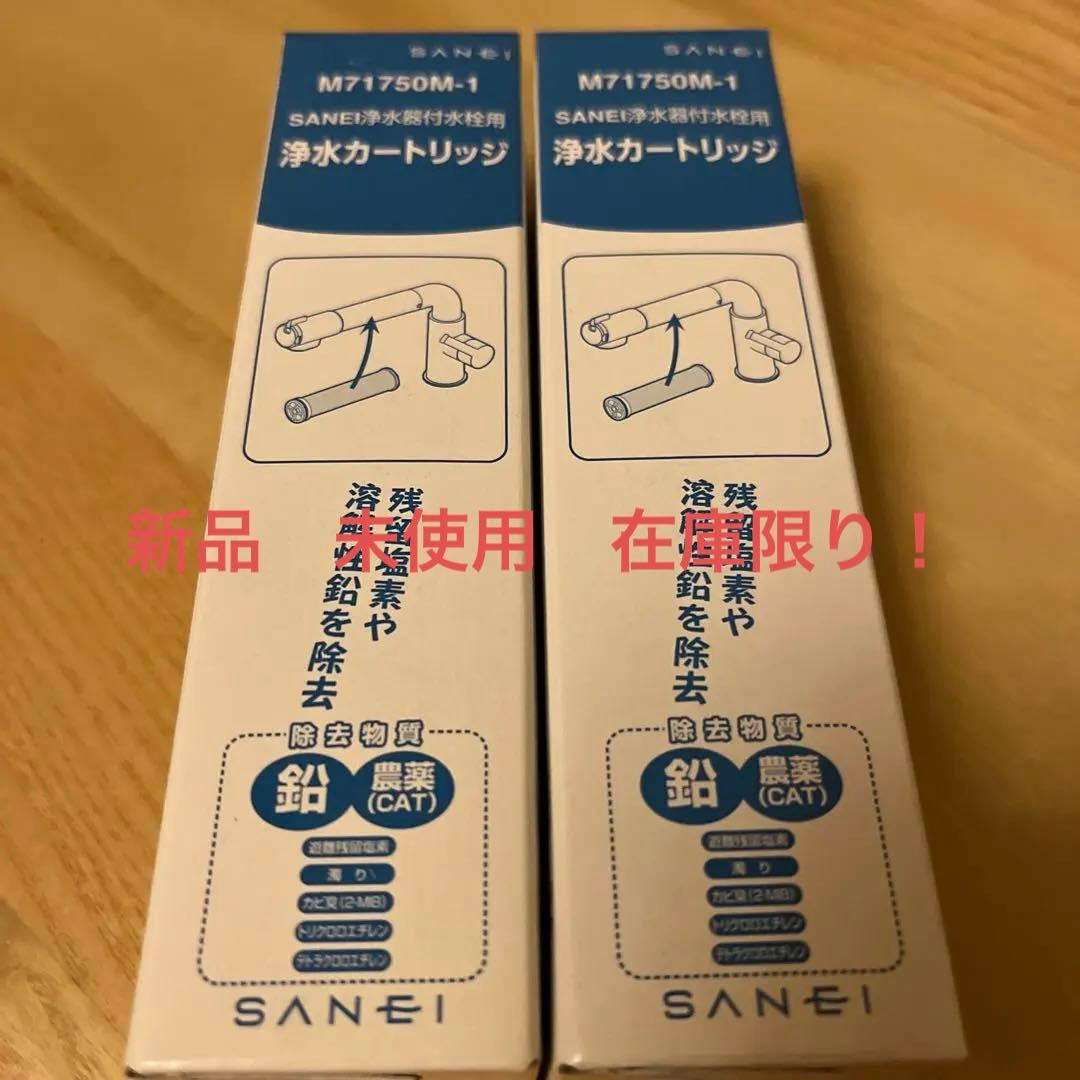 SANEI
M71750M-1
SANEI浄水器付水栓用
浄水カートリッジ
残留塩素や
溶解性鉛を除去
除去物質
鉛
農薬
(CAT)
遊離残留塩素
濁り
カビ臭(2-MIB)
トリクロロエチレン
テトラクロロエチレン
SANEI
SANEI
M71750M-1
SANEI浄水器付水栓用
浄水カートリッジ
残留塩素や
溶解性鉛を除去
除去物質
鉛
農薬
(CAT)
遊離残留塩素
濁り
カビ臭(2-MIB)
トリクロロエチレン
テトラクロロエチレン
SANEI
新品 未使用 在庫限り!